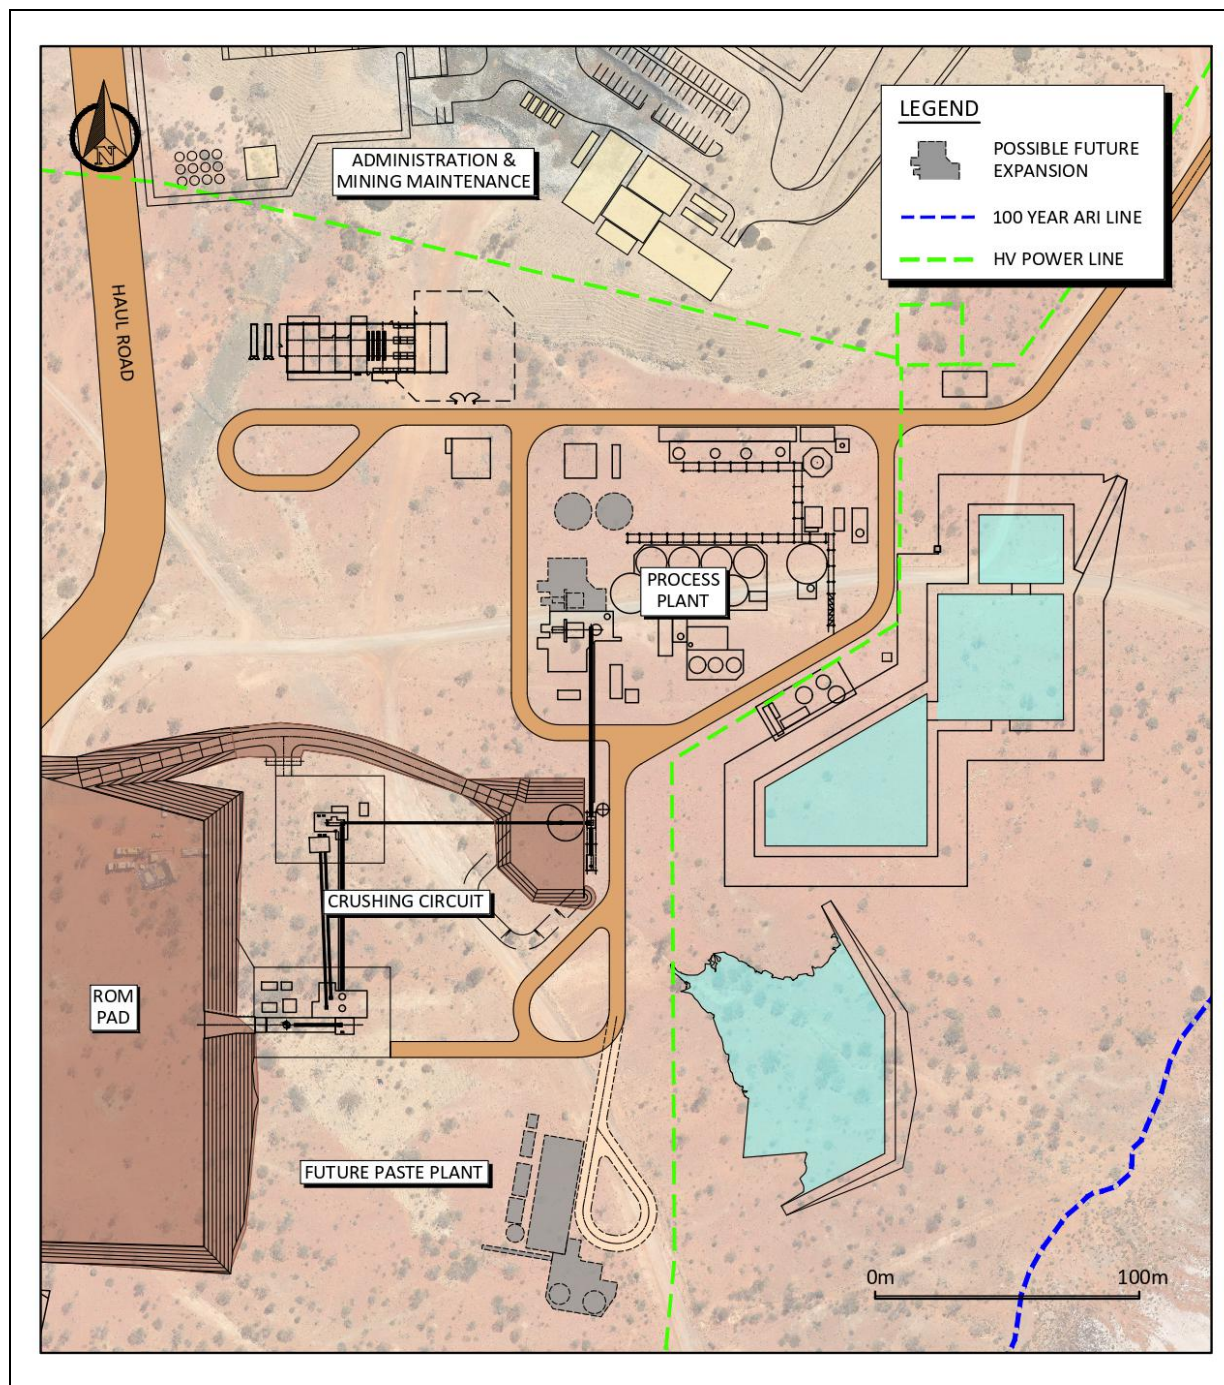 N
ADMINISTRATION &
MINING MAINTENANCE
LEGEND
POSSIBLE FUTURE
EXPANSION
100 YEAR ARI LINE
HV POWER LINE
HAUL ROAD
PROCESS
PLANT
CRUSHING CIRCUIT
ROM
PAD
FUTURE PASTE PLANT
0m
100m